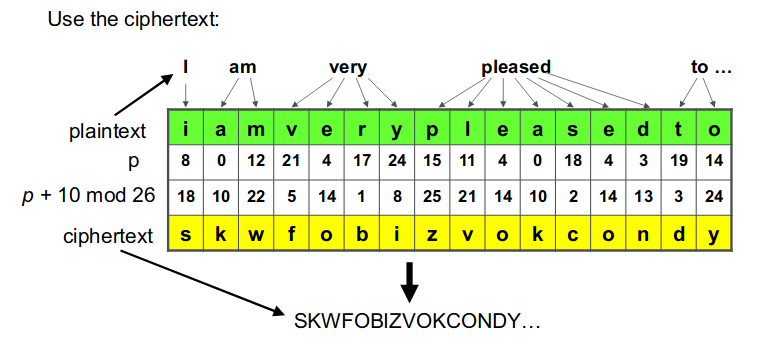 Use the ciphertext:
I am very pleased to …
plaintext i a m v e r y p l e a s e d t o
p 8 0 12 21 4 17 24 15 11 4 0 18 4 3 19 14
p + 10 mod 26 18 10 22 5 14 1 8 25 21 14 10 2 14 13 3 24
ciphertext s k w f o b i z v o k c o n d y
SKWFOBIZVOKCONDY…